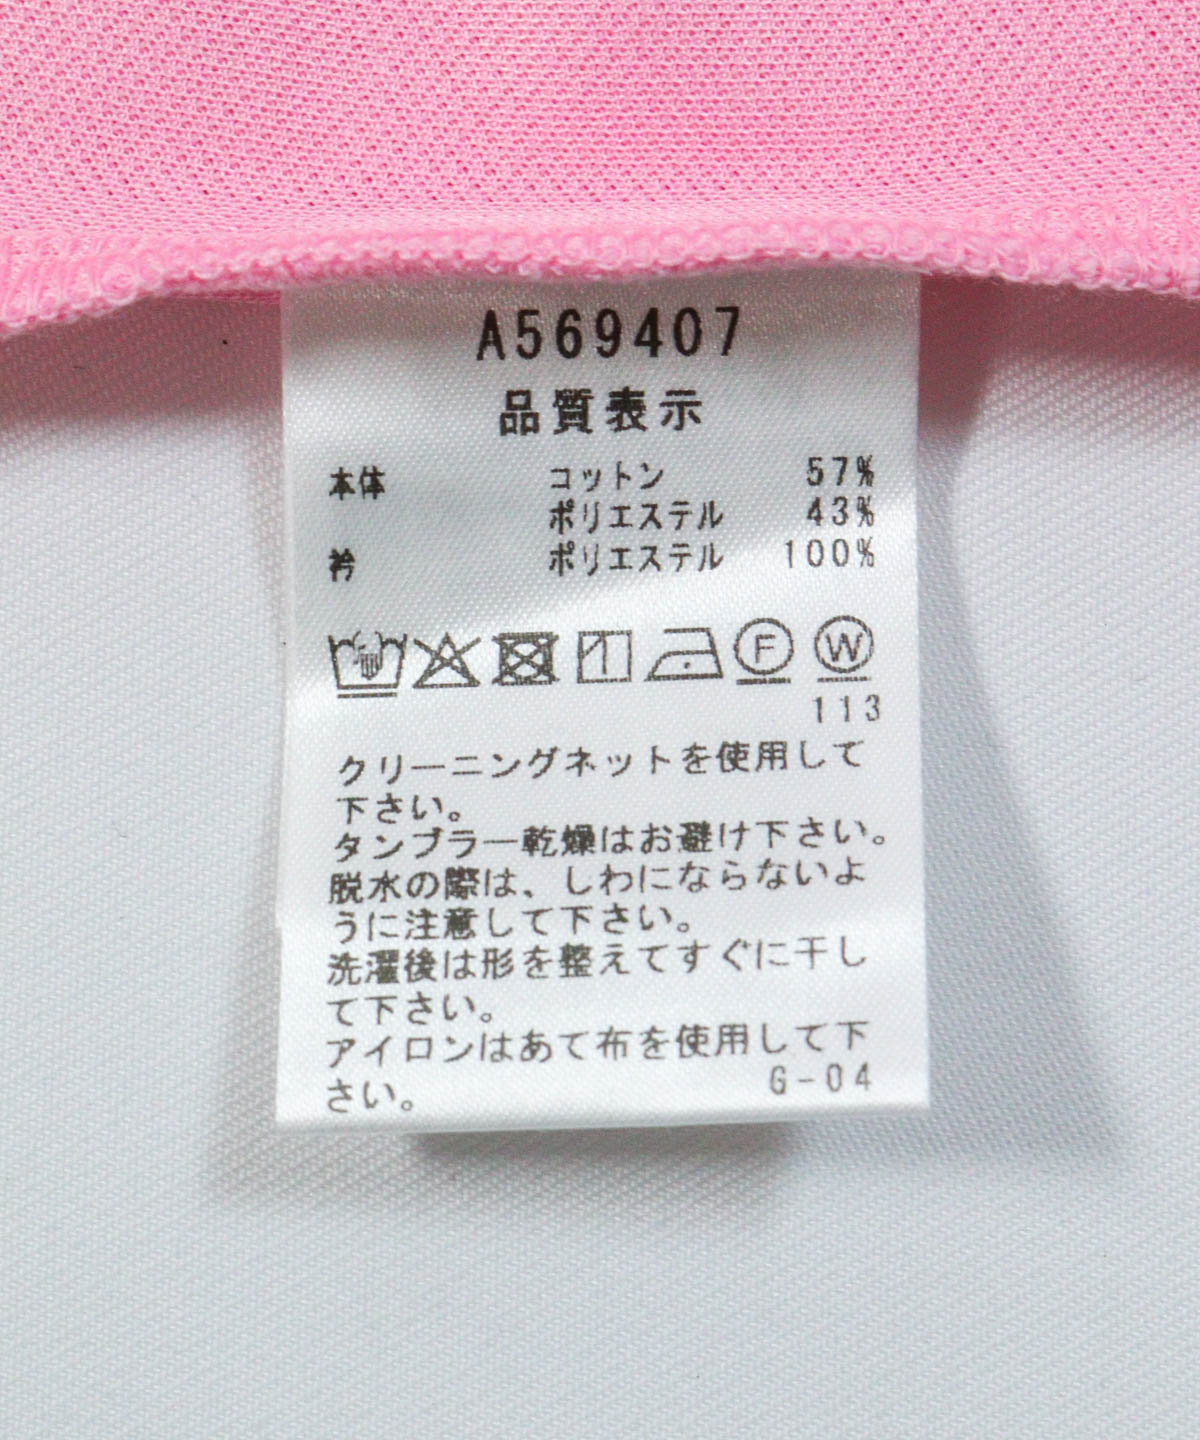 A569407
品質表示
本体 コットン 57%
ポリエステル 43%
衿 ポリエステル 100%
F W
113
クリーニングネットを使用して
下さい。
タンブラー乾燥はお避け下さい。
脱水の際は、しわにならないよ
うに注意して下さい。
洗濯後は形を整えてすぐに干し
て下さい。
アイロンはあて布を使用して下
さい。 G-04